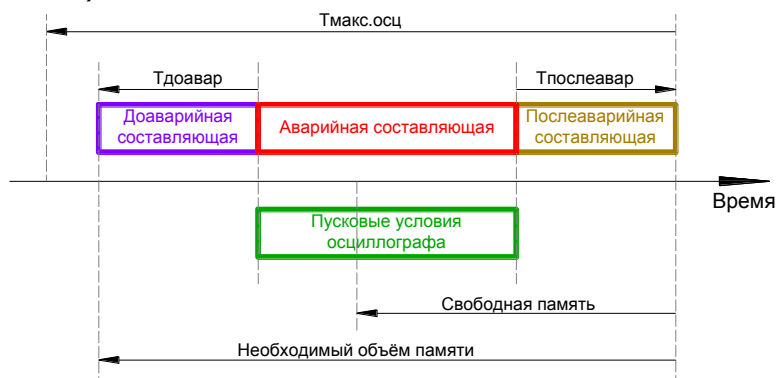 Тмакс.осц
Тдоавар
Тпослеавар
Доаварийная
составляющая
Аварийная составляющая
Послеаварийная
составляющая
Время
Пусковые условия
осциллографа
Свободная память
Необходимый объём памяти